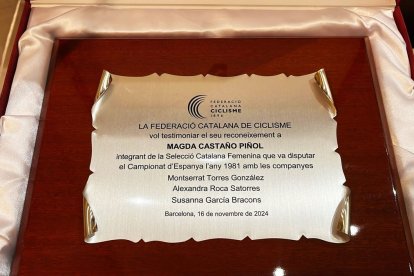 FEDERACIÓ
CATALANA
CICLISME
1874
LA FEDERACIÓ CATALANA DE CICLISME
vol testimoniar el seu reconeixement a
MAGDA CASTAÑO PIÑOL
integrant de la Selecció Catalana Femenina que va disputar
el Campionat d'Espanya l'any 1981 amb les companyes
Montserrat Torres González
Alexandra Roca Satorres
Susanna García Bracons
Barcelona, 16 de novembre de 2024